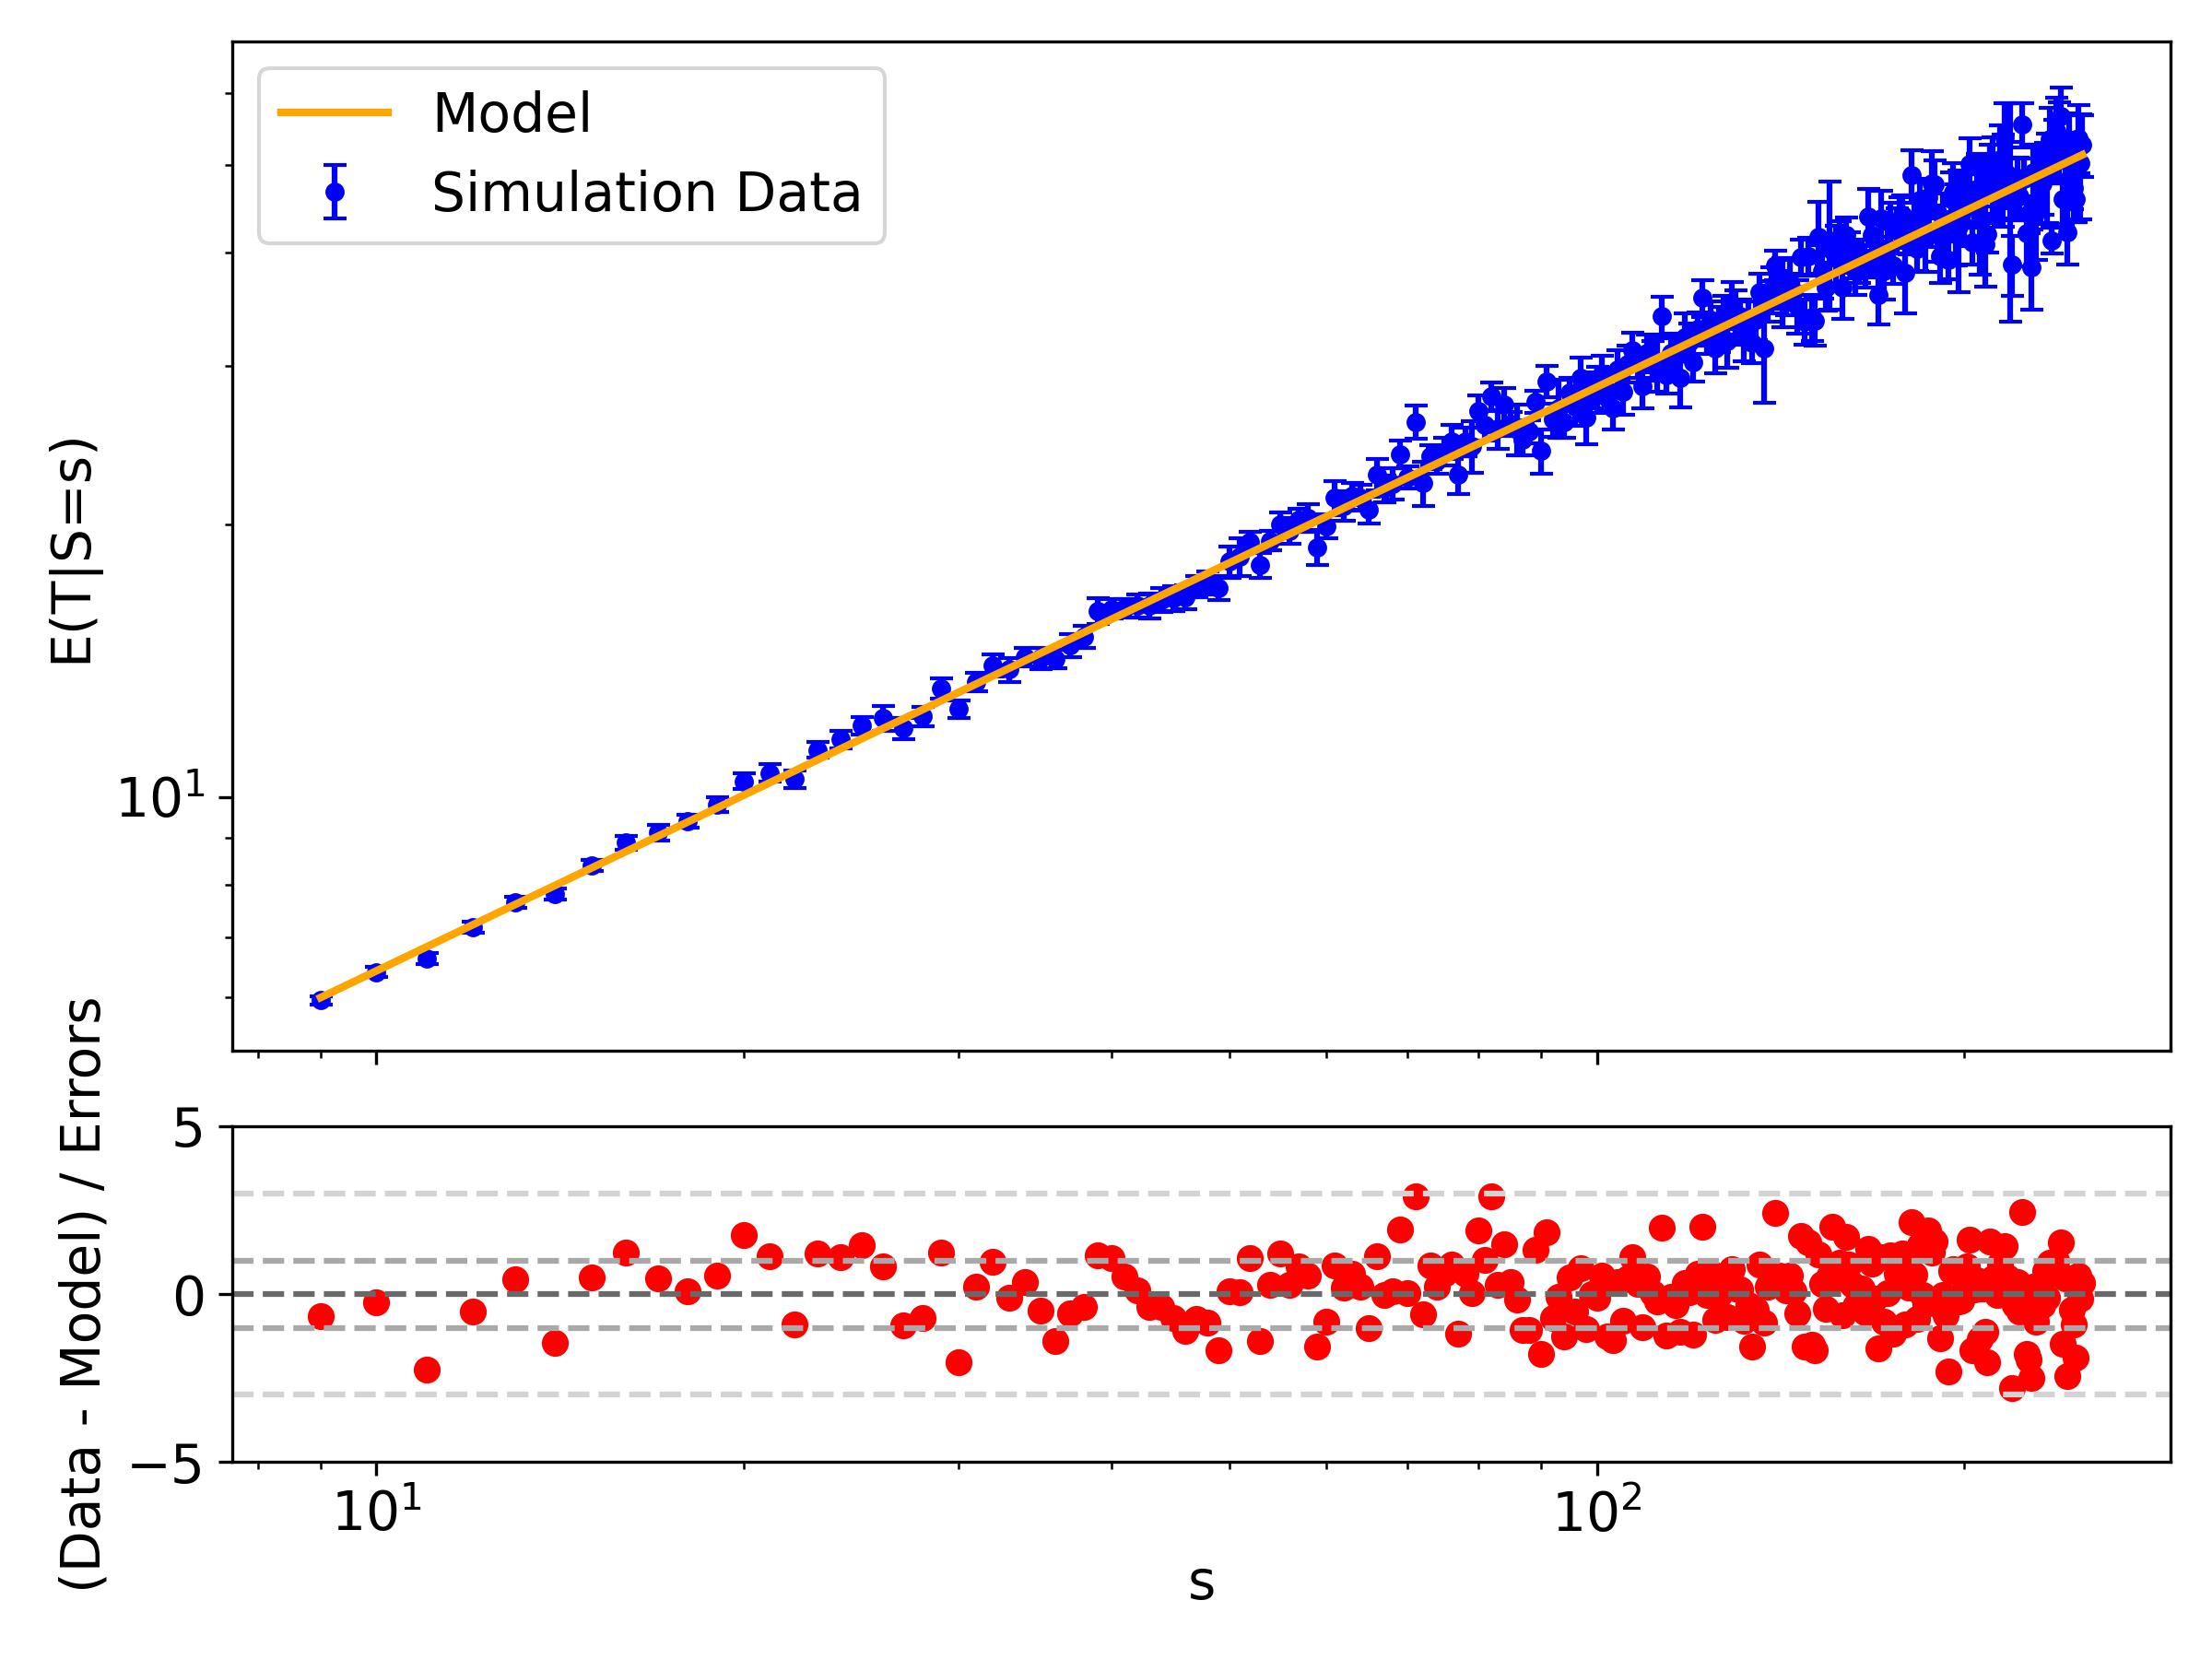 Model
Simulation Data
E(T|S=s)
10¹
(Data - Model) / Errors
5
0
−5
10¹
10²
s